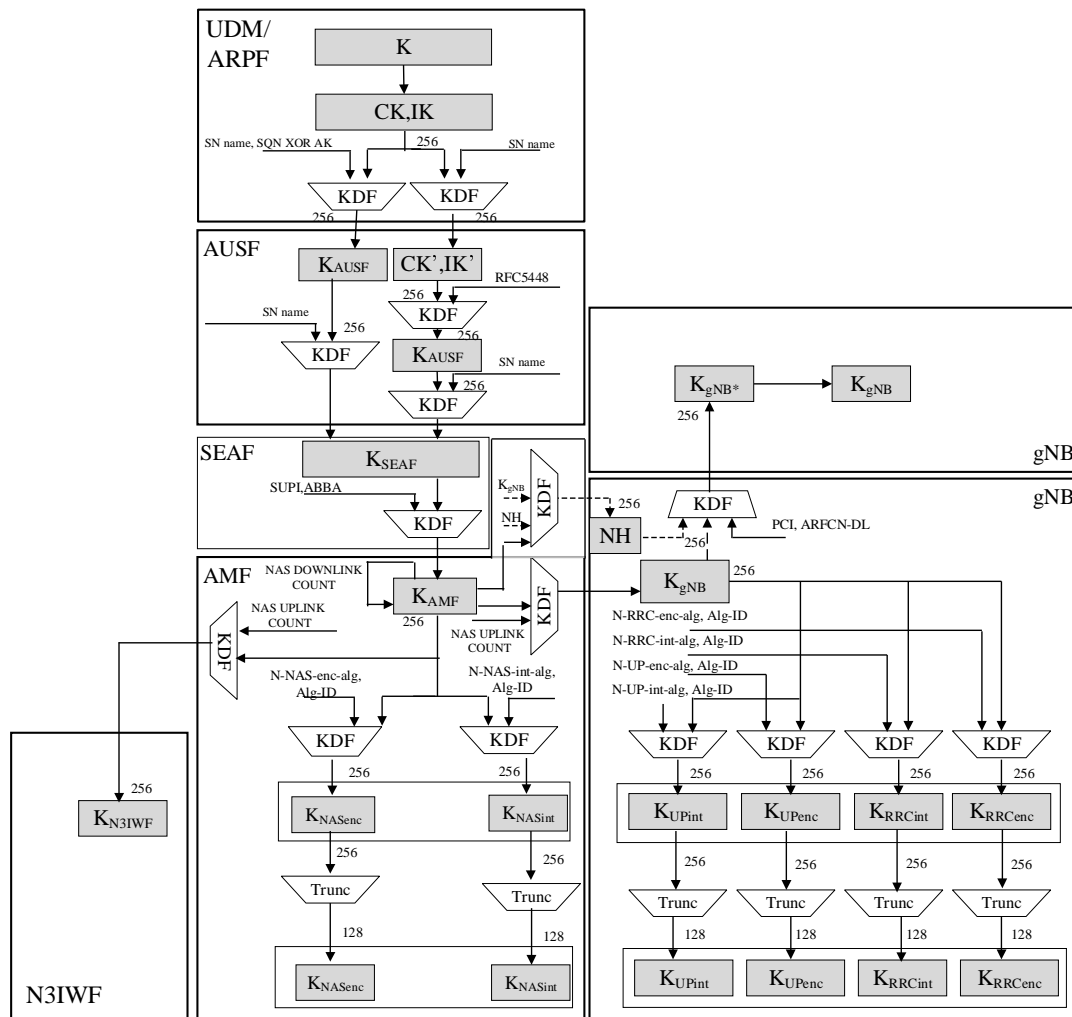 UDM/
ARPF
K
CK,IK
SN name, SQN XOR AK
256
SN name
KDF
KDF
256
256
AUSF
KAUSF
CK’,IK’
RFC5448
256
KDF
SN name
256
256
KDF
KAUSF
SN name
256
KDF
KgNB*
KgNB
256
gNB
SEAF
KSEAF
SUPI,ABBA
KDF
KgNB
NH
KDF
256
NH
gNB
KDF
PCI, ARFCN-DL
256
AMF
NAS DOWNLINK
COUNT
KAMF
256
KDF
NAS UPLINK
COUNT
KgNB
256
NAS UPLINK
COUNT
KDF
N-RRC-enc-alg, Alg-ID
N-RRC-int-alg, Alg-ID
N-UP-enc-alg, Alg-ID
N-UP-int-alg, Alg-ID
N-NAS-enc-alg,
Alg-ID
N-NAS-int-alg,
Alg-ID
KDF
KDF
KDF
KDF
KDF
KDF
256
256
256
256
256
256
256
KN3IWF
KNASenc
KNASint
KUPint
KUPenc
KRRCint
KRRCenc
256
256
256
256
256
256
Trunc
Trunc
Trunc
Trunc
Trunc
Trunc
128
128
128
128
128
128
KNASenc
KNASint
KUPint
KUPenc
KRRCint
KRRCenc
N3IWF